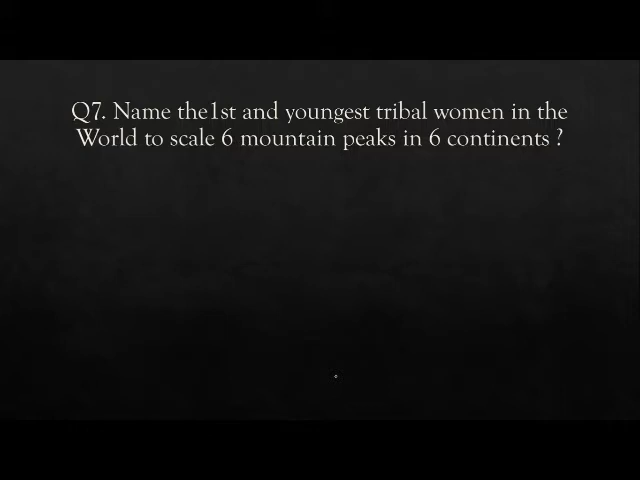 Q7. Name the1st and youngest tribal women in the
World to scale 6 mountain peaks in 6 continents ?